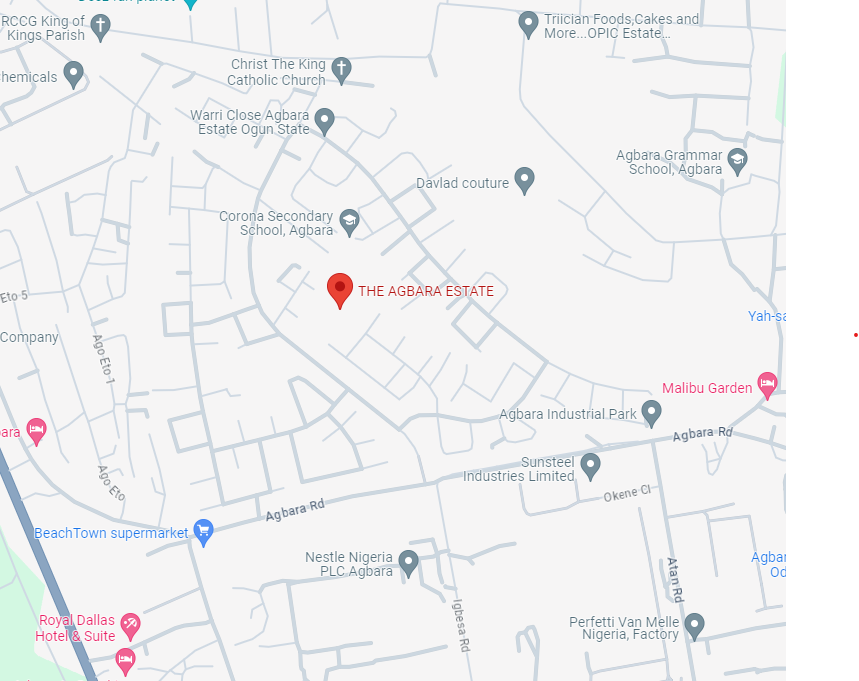 RCCG King of
Kings Parish
Triician Foods,Cakes and
More...OPIC Estate...
Christ The King
Catholic Church
hemicals
Warri Close Agbara
Estate Ogun State
Agbara Grammar
School, Agbara
Davlad couture
Corona Secondary
School, Agbara
THE AGBARA ESTATE
Eto 5
Yah-sa
Company
Ago Eto-1
Malibu Garden
Agbara Industrial Park
ara
Agbara Rd
Sunsteel
Industries Limited
Ago Eto
Okene Cl
Agbara Rd
BeachTown supermarket
Nestle Nigeria
PLC Agbara
Agbar
Od
Atan Rd
Royal Dallas
Hotel & Suite
Igbesa Rd
Perfetti Van Melle
Nigeria, Factory